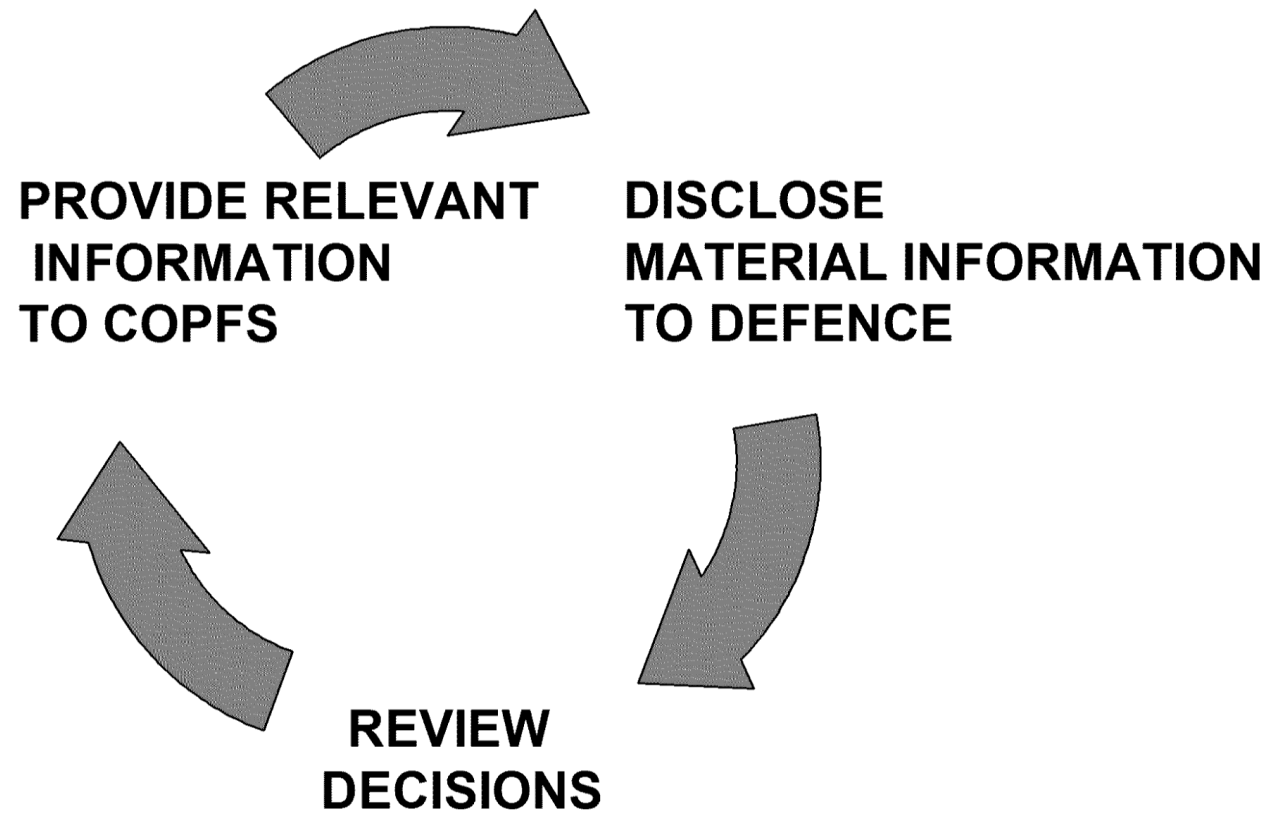 PROVIDE RELEVANT
INFORMATION
TO COPFS
DISCLOSE
MATERIAL INFORMATION
TO DEFENCE
REVIEW
DECISIONS